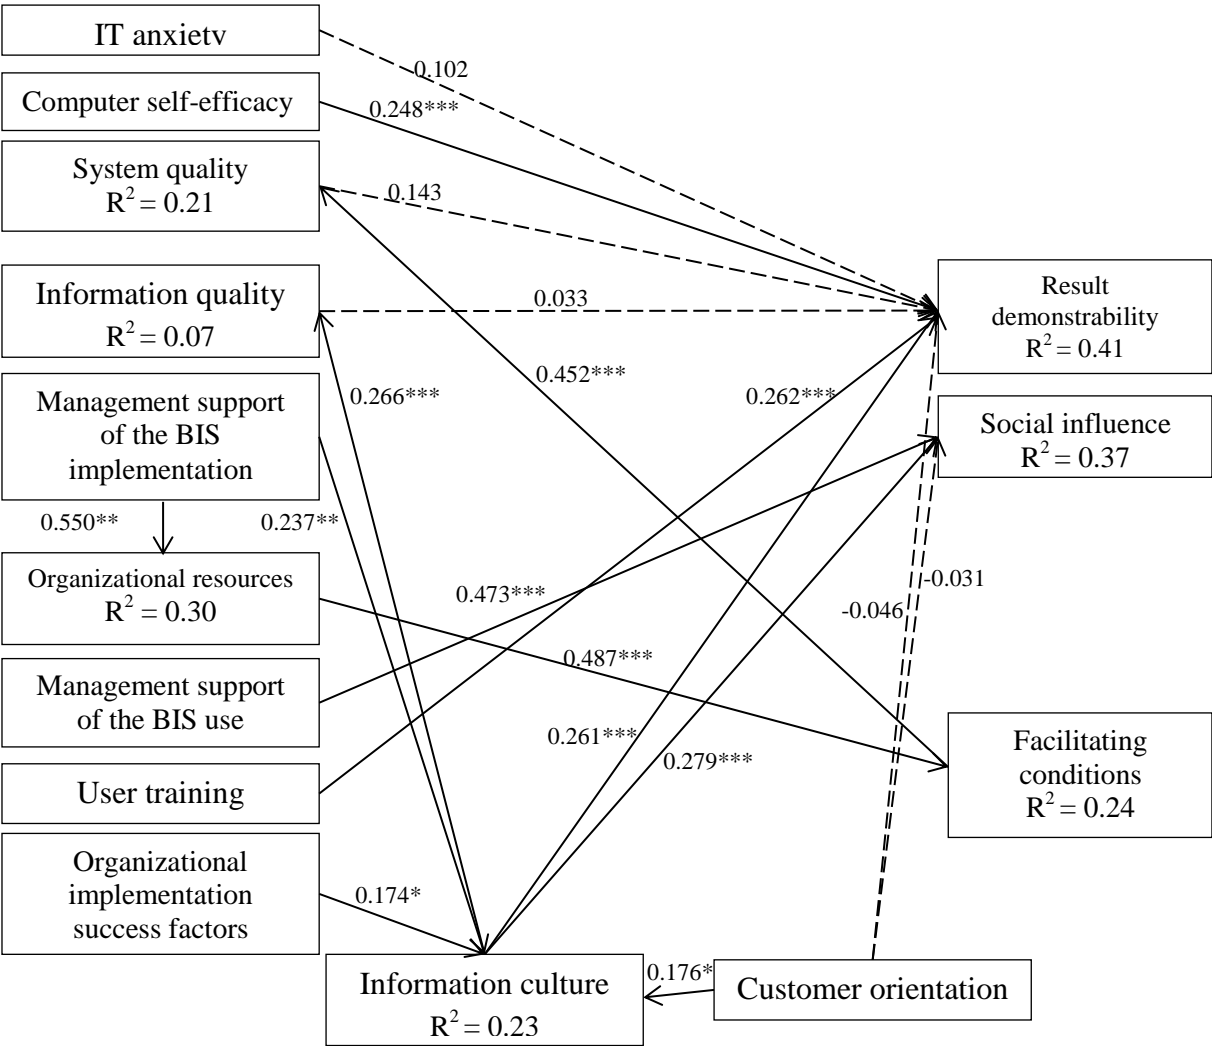 IT anxietv
0.102
Computer self-efficacy
0.248***
System quality
R² = 0.21
0.143
Information quality
R² = 0.07
0.033
Result
demonstrability
R² = 0.41
Management support
of the BIS
implementation
0.266***
0.452***
0.262***
Social influence
R² = 0.37
0.550**
0.237**
Organizational resources
R² = 0.30
0.473***
-0.031
-0.046
0.487***
Management support
of the BIS use
0.261***
0.279***
Facilitating
conditions
R² = 0.24
User training
Organizational
implementation
success factors
0.174*
Information culture
R² = 0.23
0.176*
Customer orientation